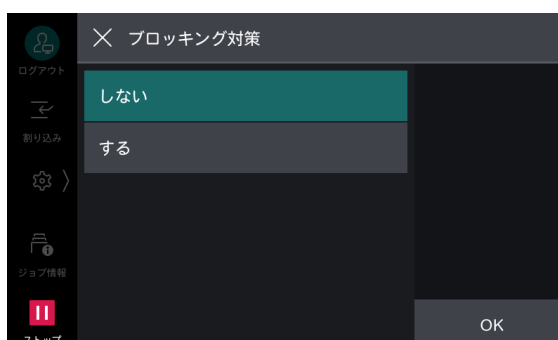 ブロッキング対策
ログアウト
しない
割り込み
する
ジョブ情報
ストップ
OK